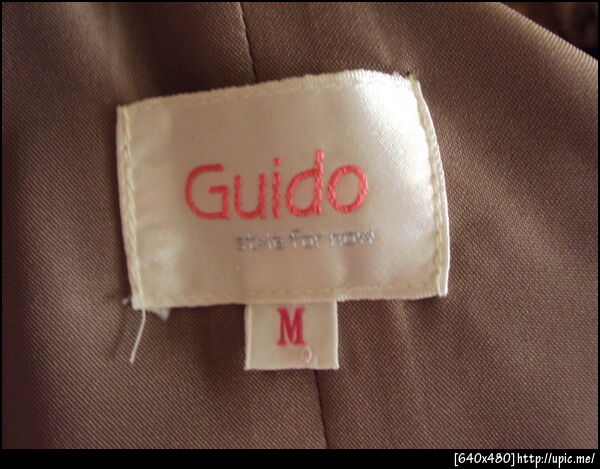 Guido
style for now
M
[640x480]http://upic.me/